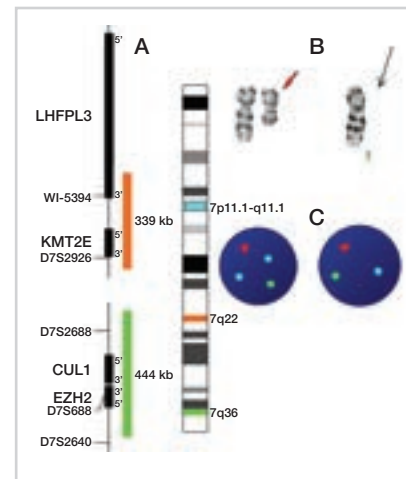 A
B
5'
LHFPL3
WI-5394
3'
7p11.1-q11.1
339 kb
5'
KMT2E
3'
D7S2926
C
D7S2688
7q22
5'
CUL1
444 kb
3'
3'
EZH2
5'
D7S688
7q36
D7S2640